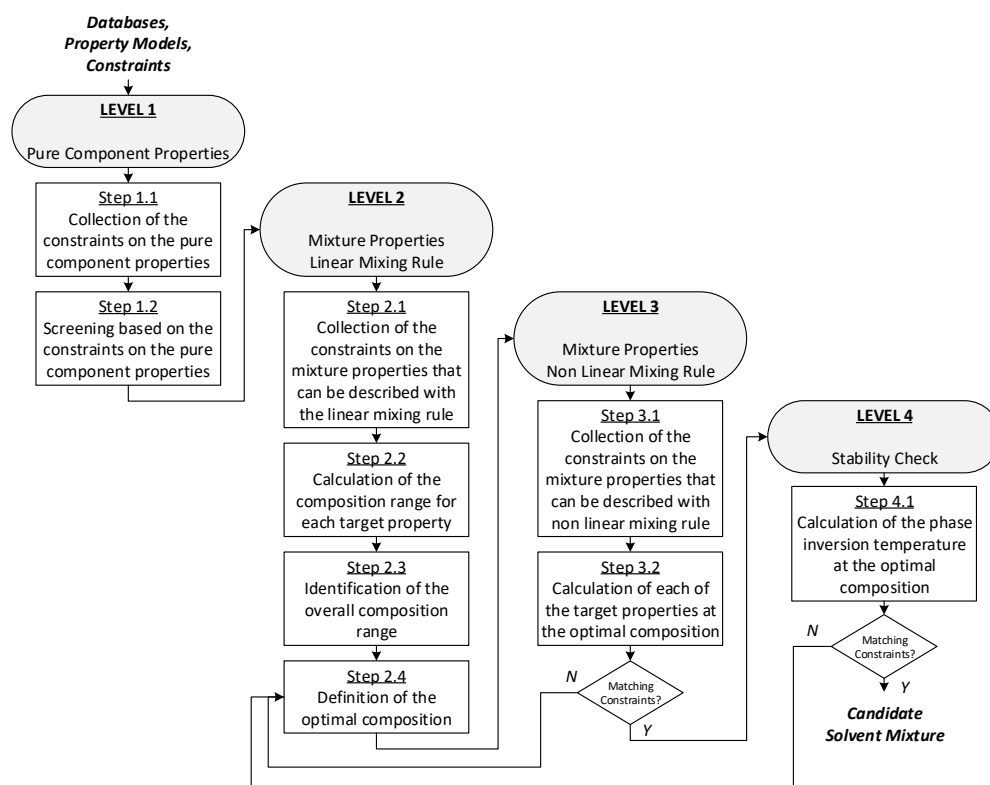 Databases,
Property Models,
Constraints
LEVEL 1
Pure Component Properties
Step 1.1
Collection of the
constraints on the pure
component properties
Step 1.2
Screening based on the
constraints on the pure
component properties
LEVEL 2
Mixture Properties
Linear Mixing Rule
Step 2.1
Collection of the
constraints on the
mixture properties that
can be described with
the linear mixing rule
Step 2.2
Calculation of the
composition range for
each target property
Step 2.3
Identification of the
overall composition
range
Step 2.4
Definition of the
optimal composition
LEVEL 3
Mixture Properties
Non Linear Mixing Rule
Step 3.1
Collection of the
constraints on the
mixture properties that
can be described with
non linear mixing rule
Step 3.2
Calculation of each of
the target properties at
the optimal composition
N
Matching
Constraints?
Y
LEVEL 4
Stability Check
Step 4.1
Calculation of the phase
inversion temperature
at the optimal
composition
N
Matching
Constraints?
Y
Candidate
Solvent Mixture